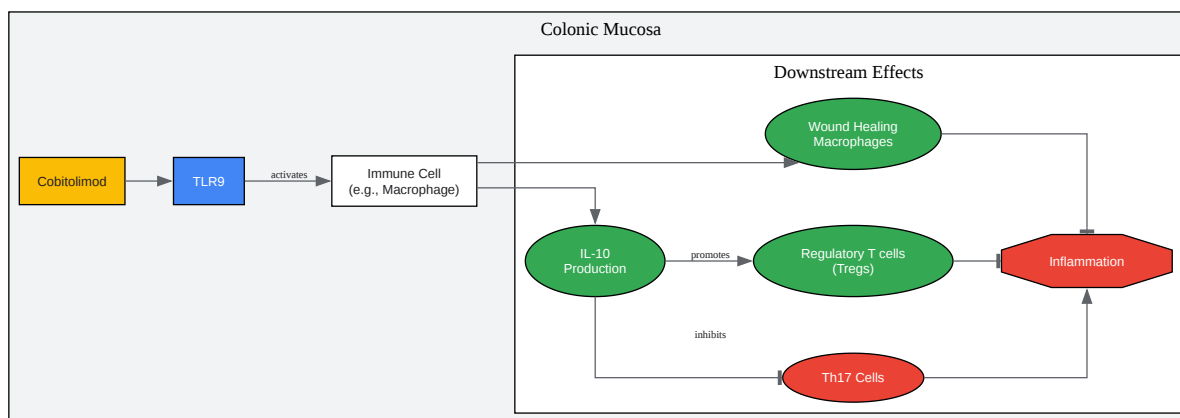 Colonic Mucosa
Downstream Effects
Wound Healing
Macrophages
Cobitolimod
TLR9
activates
Immune Cell
(e.g., Macrophage)
IL-10
Production
promotes
Regulatory T cells
(Tregs)
Inflammation
inhibits
Th17 Cells